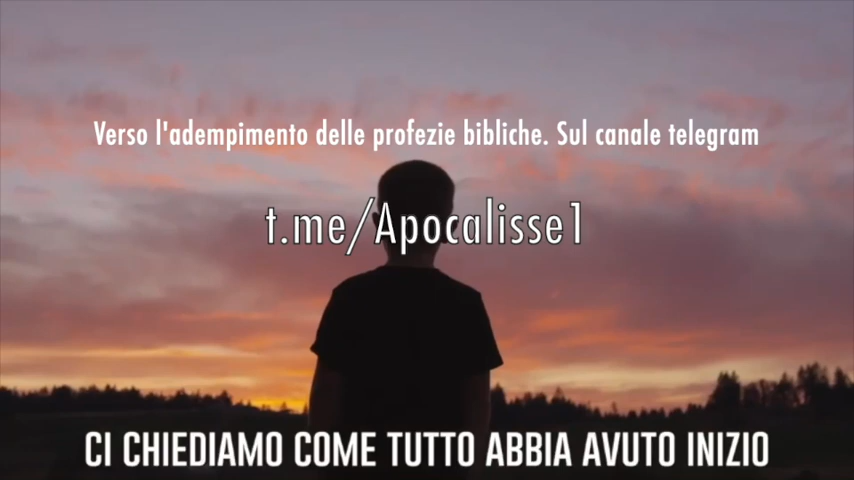 Verso l'adempimento delle profezie bibliche. Sul canale telegram
t.me/Apocalisse1
CI CHIEDIAMO COME TUTTO ABBIA AVUTO INIZIO